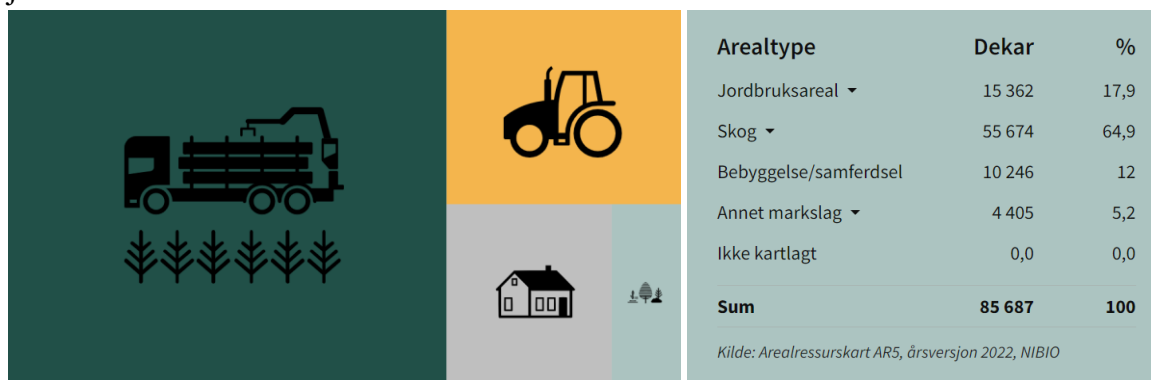 Arealtype Dekar %
Jordbruksareal 15 362 17,9
Skog 55 674 64,9
Bebyggelse/samferdsel 10 246 12
Annet markslag 4 405 5,2
Ikke kartlagt 0,0 0,0
Sum 85 687 100
Kilde: Arealressurskart AR5, årsversjon 2022, NIBIO